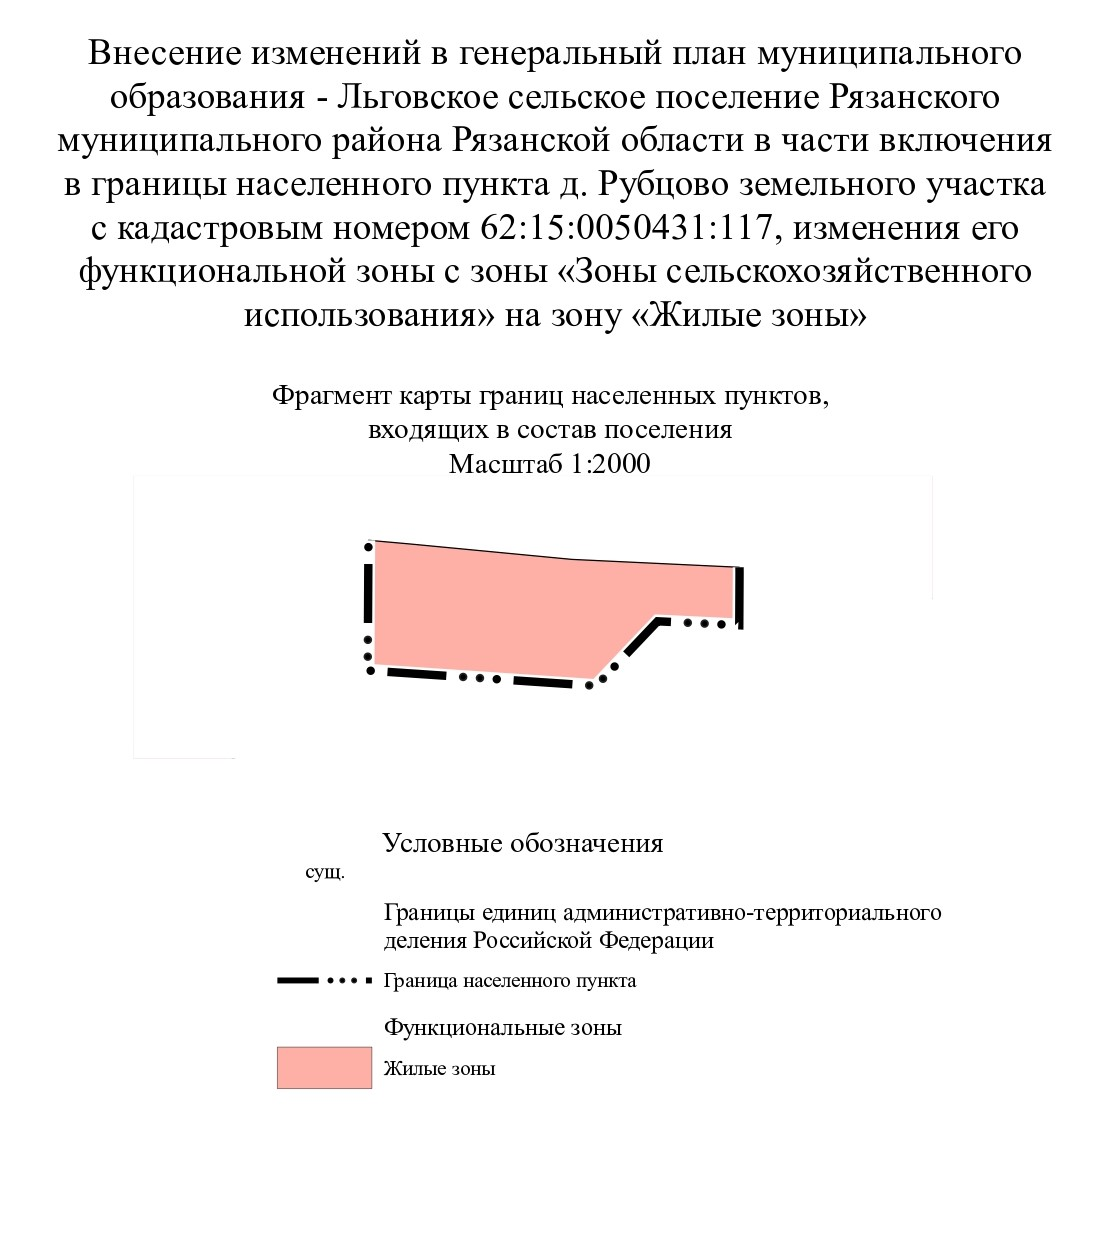 Внесение изменений в генеральный план муниципального
образования - Льговское сельское поселение Рязанского
муниципального района Рязанской области в части включения
в границы населенного пункта д. Рубцово земельного участка
с кадастровым номером 62:15:0050431:117, изменения его
функциональной зоны с зоны «Зоны сельскохозяйственного
использования» на зону «Жилые зоны»
Фрагмент карты границ населенных пунктов,
входящих в состав поселения
Масштаб 1:2000
Условные обозначения
сущ.
Границы единиц административно-территориального
деления Российской Федерации
Граница населенного пункта
Функциональные зоны
Жилые зоны